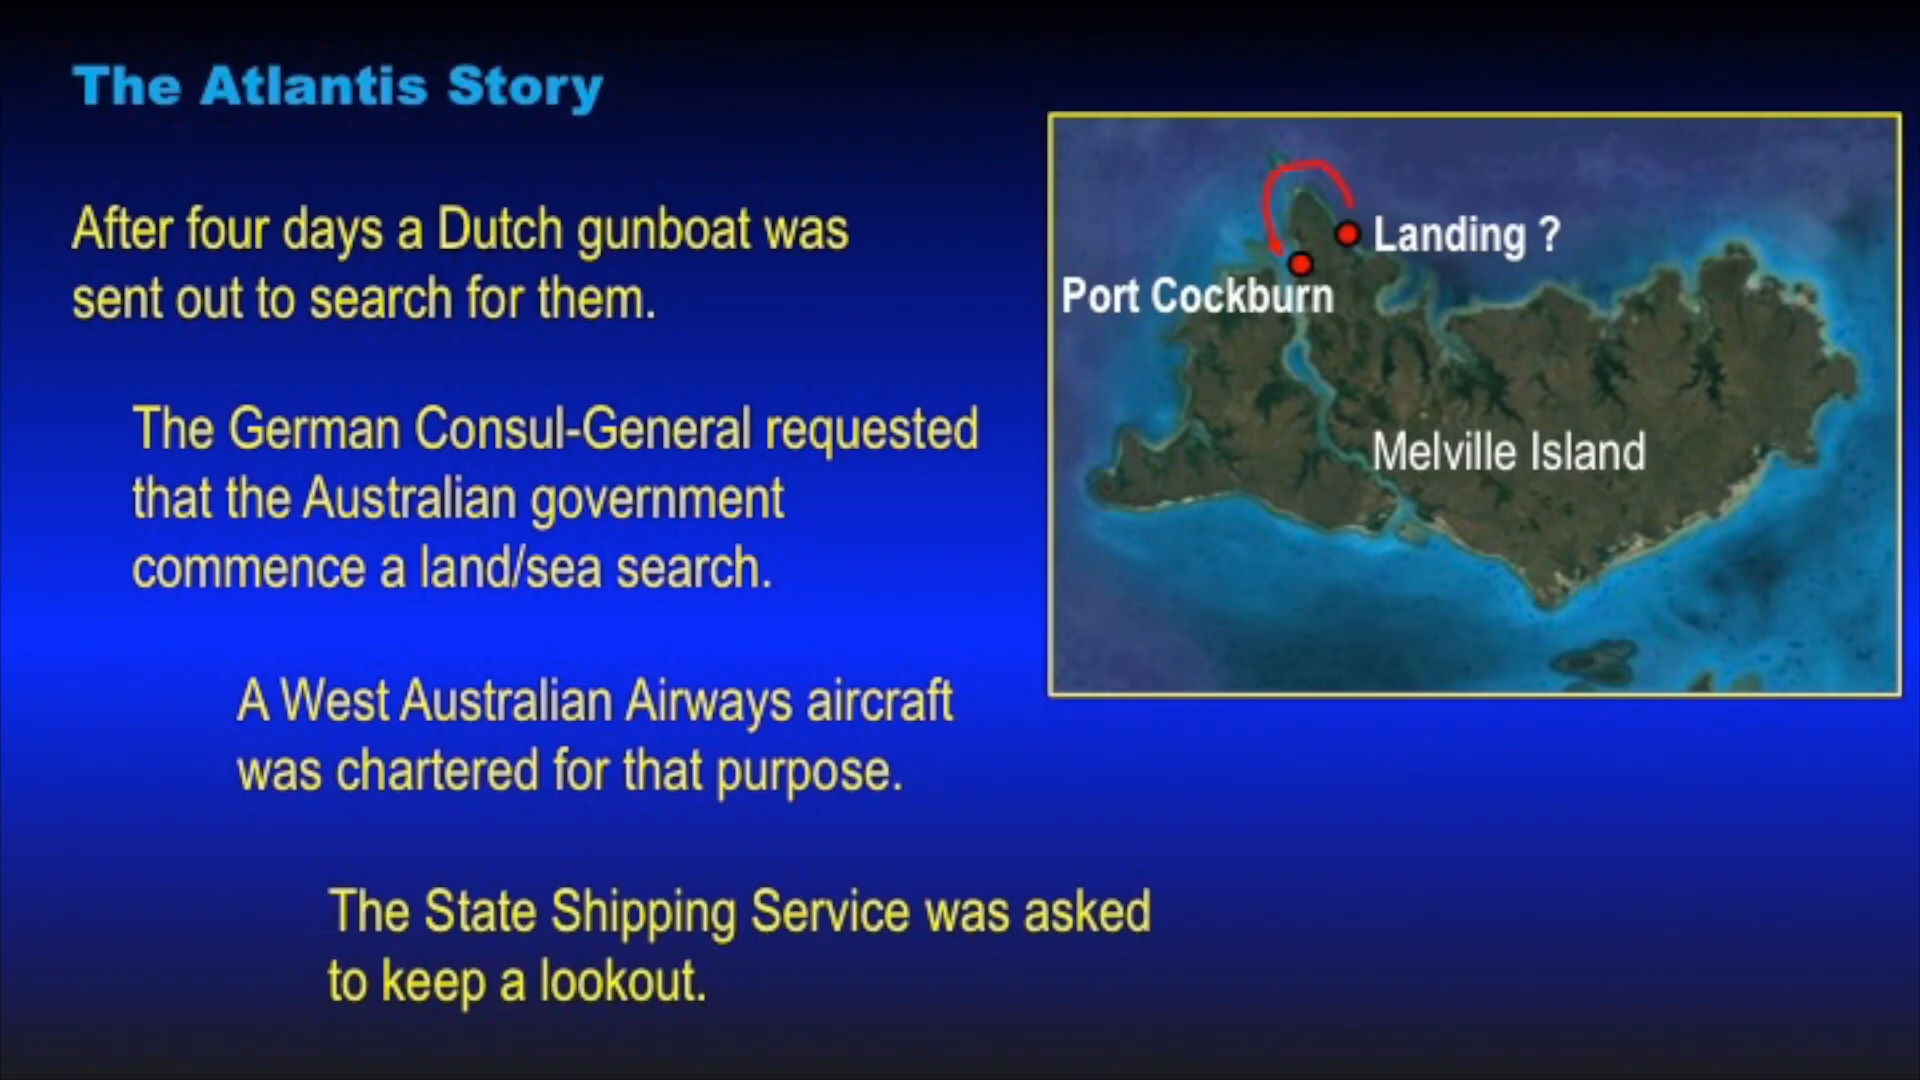 The Atlantis Story
After four days a Dutch gunboat was
sent out to search for them.
The German Consul-General requested
that the Australian government
commence a land/sea search.
A West Australian Airways aircraft
was chartered for that purpose.
The State Shipping Service was asked
to keep a lookout.
Landing ?
Port Cockburn
Melville Island